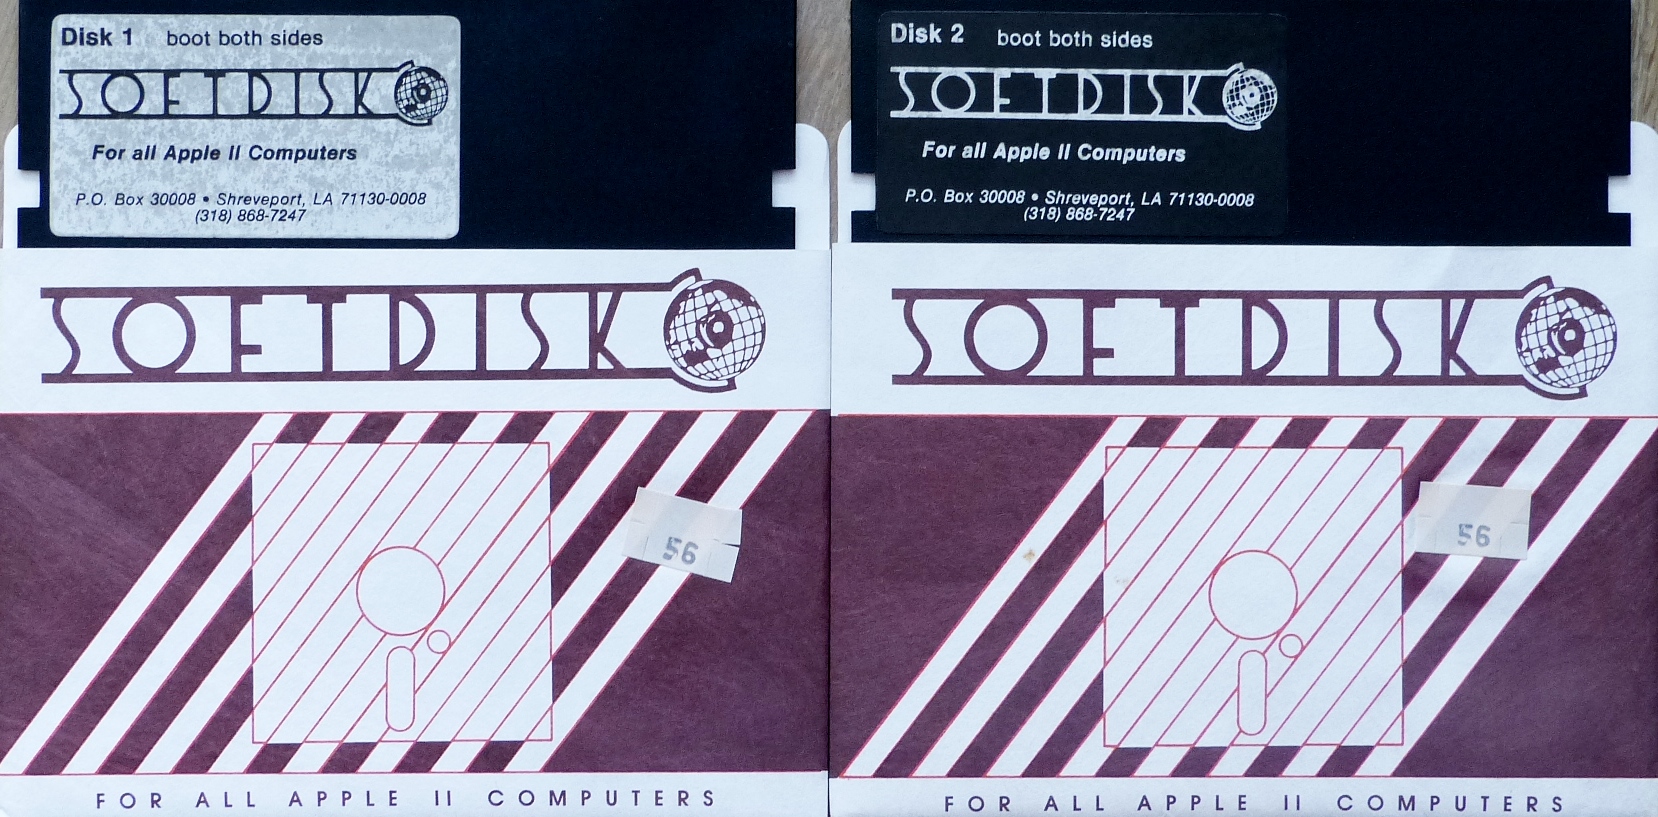 Disk 1 boot both sides
SOFTDISK
For all Apple II Computers
P.O. Box 30008 • Shreveport, LA 71130-0008
(318) 868-7247
SOFTDISK
56
FOR ALL APPLE II COMPUTERS
Disk 2 boot both sides
SOFTDISK
For all Apple II Computers
P.O. Box 30008 • Shreveport, LA 71130-0008
(318) 868-7247
SOFTDISK
56
FOR ALL APPLE II COMPUTERS